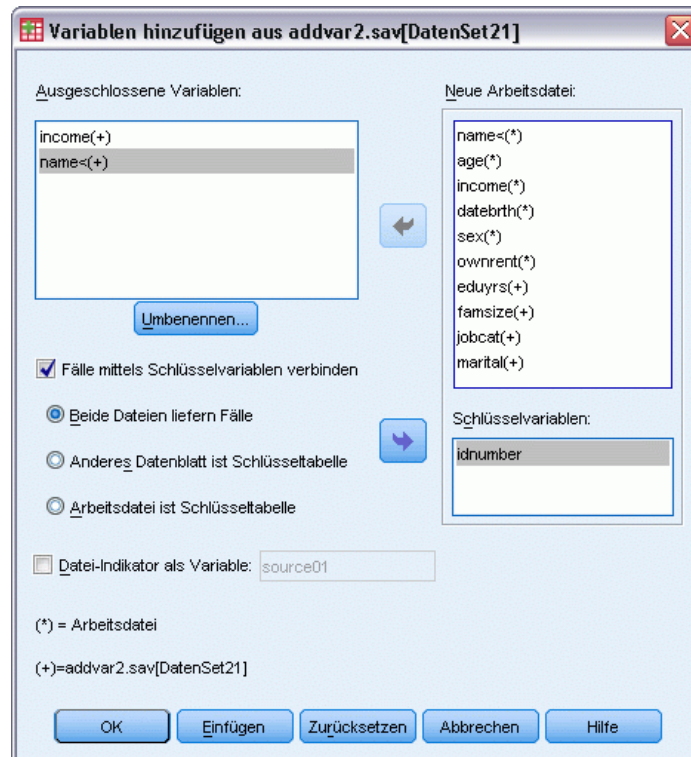 Variablen hinzufügen aus addvar2.sav[DatenSet21]
Ausgeschlossene Variablen:
income(+)
name<(+)
Umbenennen...
Neue Arbeitsdatei:
name<(*)
age(*)
income(*)
datebrth(*)
sex(*)
ownrent(*)
eduyrs(+)
famsize(+)
jobcat(+)
marital(+)
Fälle mittels Schlüsselvariablen verbinden
Beide Dateien liefern Fälle
Anderes Datenblatt ist Schlüsseltabelle
Arbeitsdatei ist Schlüsseltabelle
Schlüsselvariablen:
idnumber
Datei-Indikator als Variable: source01
(*) = Arbeitsdatei
(+)=addvar2.sav[DatenSet21]
OK Einfügen Zurücksetzen Abbrechen Hilfe